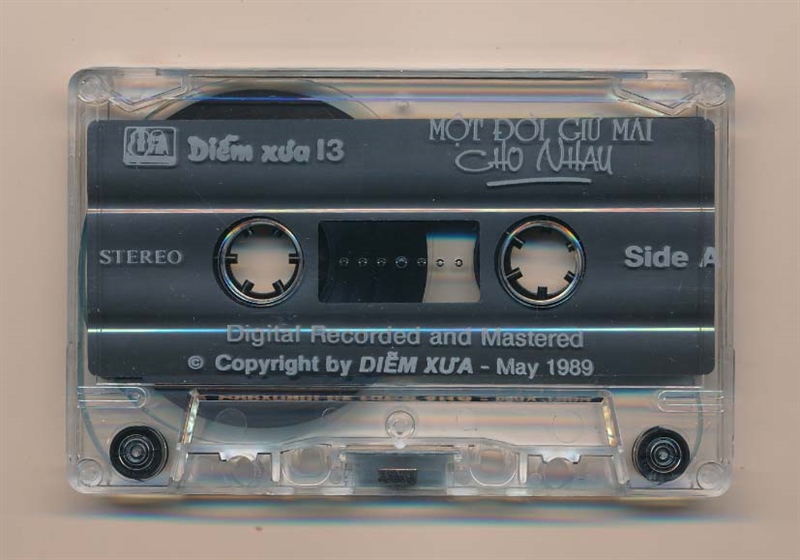 Diễm xưa 13
MỘT ĐỜI GIỮ MÃI
CHO NHAU
STEREO
Side A
Digital Recorded and Mastered
© Copyright by DIỄM XƯA - May 1989